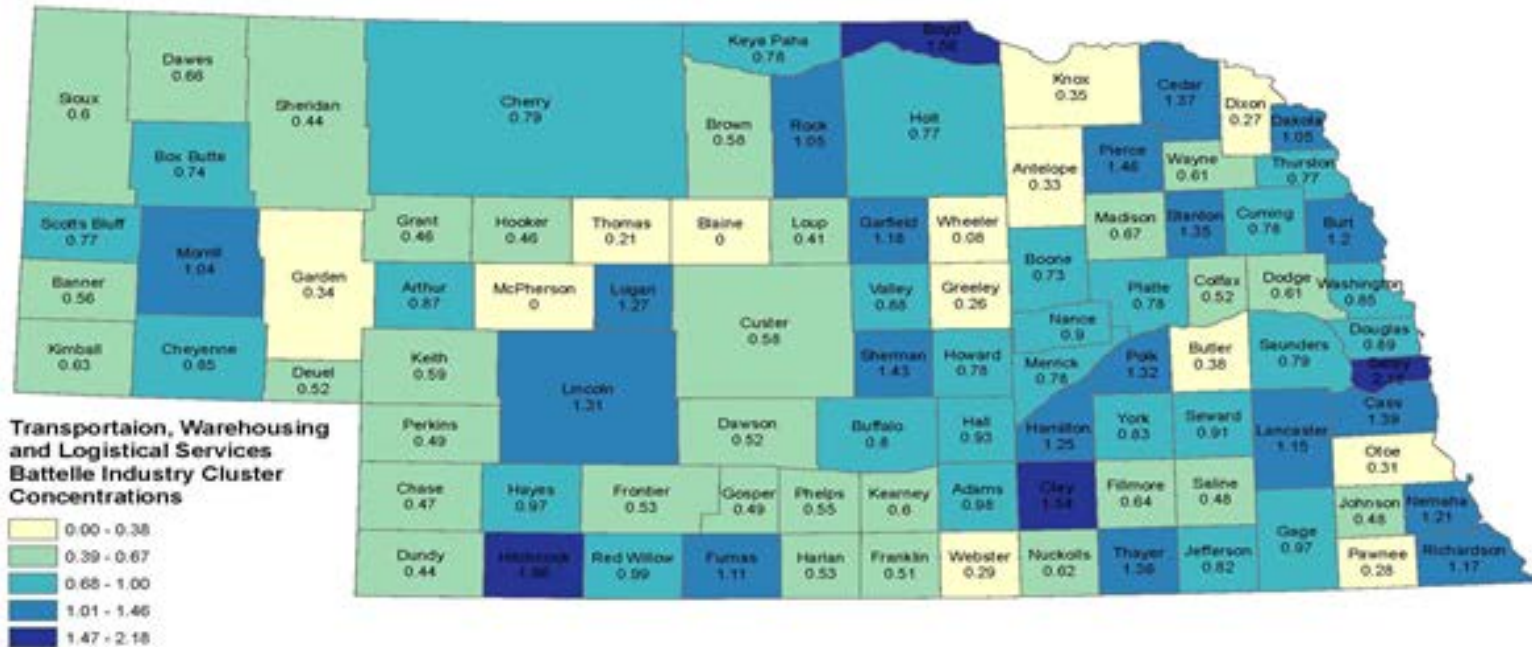 Keya Paha
0.78
Boyd
Dawes
0.66
Sioux
0.6
Sheridan
0.44
Cherry
0.79
Brown
0.58
Rock
1.05
Holt
0.77
Knox
0.35
Cedar
1.37
Dixon
0.27
Dakota
1.05
Box Butte
0.74
Antelope
0.33
Pierce
1.46
Wayne
0.61
Thurston
0.77
Scotts Bluff
0.77
Morrill
1.04
Garden
0.34
Grant
0.46
Hooker
0.46
Thomas
0.21
Blaine
0
Loup
0.41
Garfield
1.18
Wheeler
0.08
Boone
0.73
Madison
0.67
Stanton
1.35
Cuming
0.78
Burt
1.2
Banner
0.56
Arthur
0.87
McPherson
0
Logan
1.27
Custer
0.58
Valley
0.88
Greeley
0.26
Nance
0.9
Platte
0.78
Colfax
0.52
Dodge
0.61
Washington
0.85
Kimball
0.63
Cheyenne
0.85
Deuel
0.52
Keith
0.59
Lincoln
1.31
Sherman
1.43
Howard
0.78
Merrick
0.78
Polk
1.32
Butler
0.38
Saunders
0.79
Douglas
0.89
Sarpy
Cass
1.39
Perkins
0.49
Dawson
0.52
Buffalo
0.8
Hall
0.93
Hamilton
1.25
York
0.83
Seward
0.91
Lancaster
1.15
Otoe
0.31
Chase
0.47
Hayes
0.97
Frontier
0.53
Gosper
0.49
Phelps
0.55
Kearney
0.6
Adams
0.98
Clay
1.54
Fillmore
0.64
Saline
0.48
Gage
0.97
Johnson
0.48
Nemaha
1.21
Dundy
0.44
Hitchcock
Red Willow
0.99
Furnas
1.11
Harlan
0.53
Franklin
0.51
Webster
0.29
Nuckolls
0.62
Thayer
1.36
Jefferson
0.82
Pawnee
0.28
Richardson
1.17
Transportaion, Warehousing
and Logistical Services
Battelle Industry Cluster
Concentrations
0.00 - 0.38
0.39 - 0.67
0.68 - 1.00
1.01 - 1.46
1.47 - 2.18